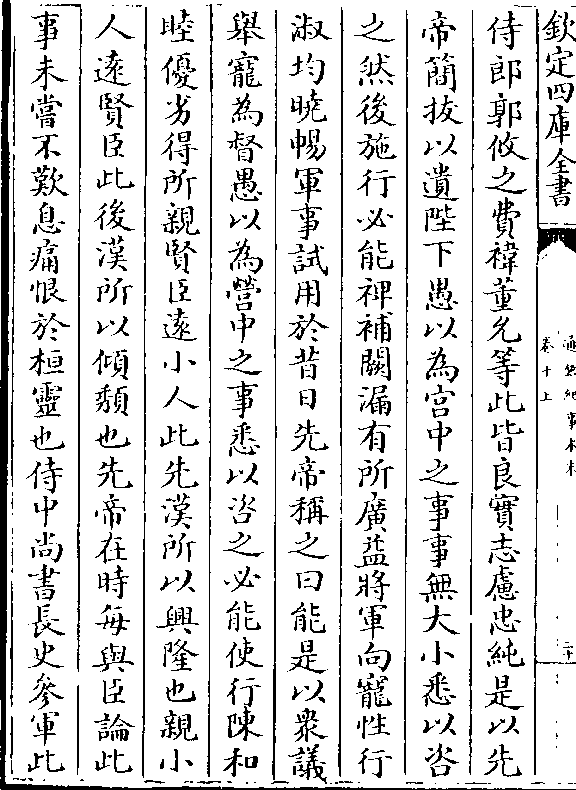 欽定四庫全書
通鑑紀事本末
卷十上
侍郎郭攸之費禕董允等此皆良實志慮忠純是以先
帝簡拔以遺陛下愚以為宫中之事事無大小悉以咨
之然後施行必能裨補闕漏有所廣益將軍向寵性行
淑均曉暢軍事試用於昔日先帝稱之曰能是以衆議
舉寵為督愚以為營中之事悉以咨之必能使行陳和
睦優劣得所親賢臣遠小人此先漢所以興隆也親小
人遠賢臣此後漢所以傾頽也先帝在時每與臣論此
事未嘗不歎息痛恨於桓靈也侍中尚書長史參軍此